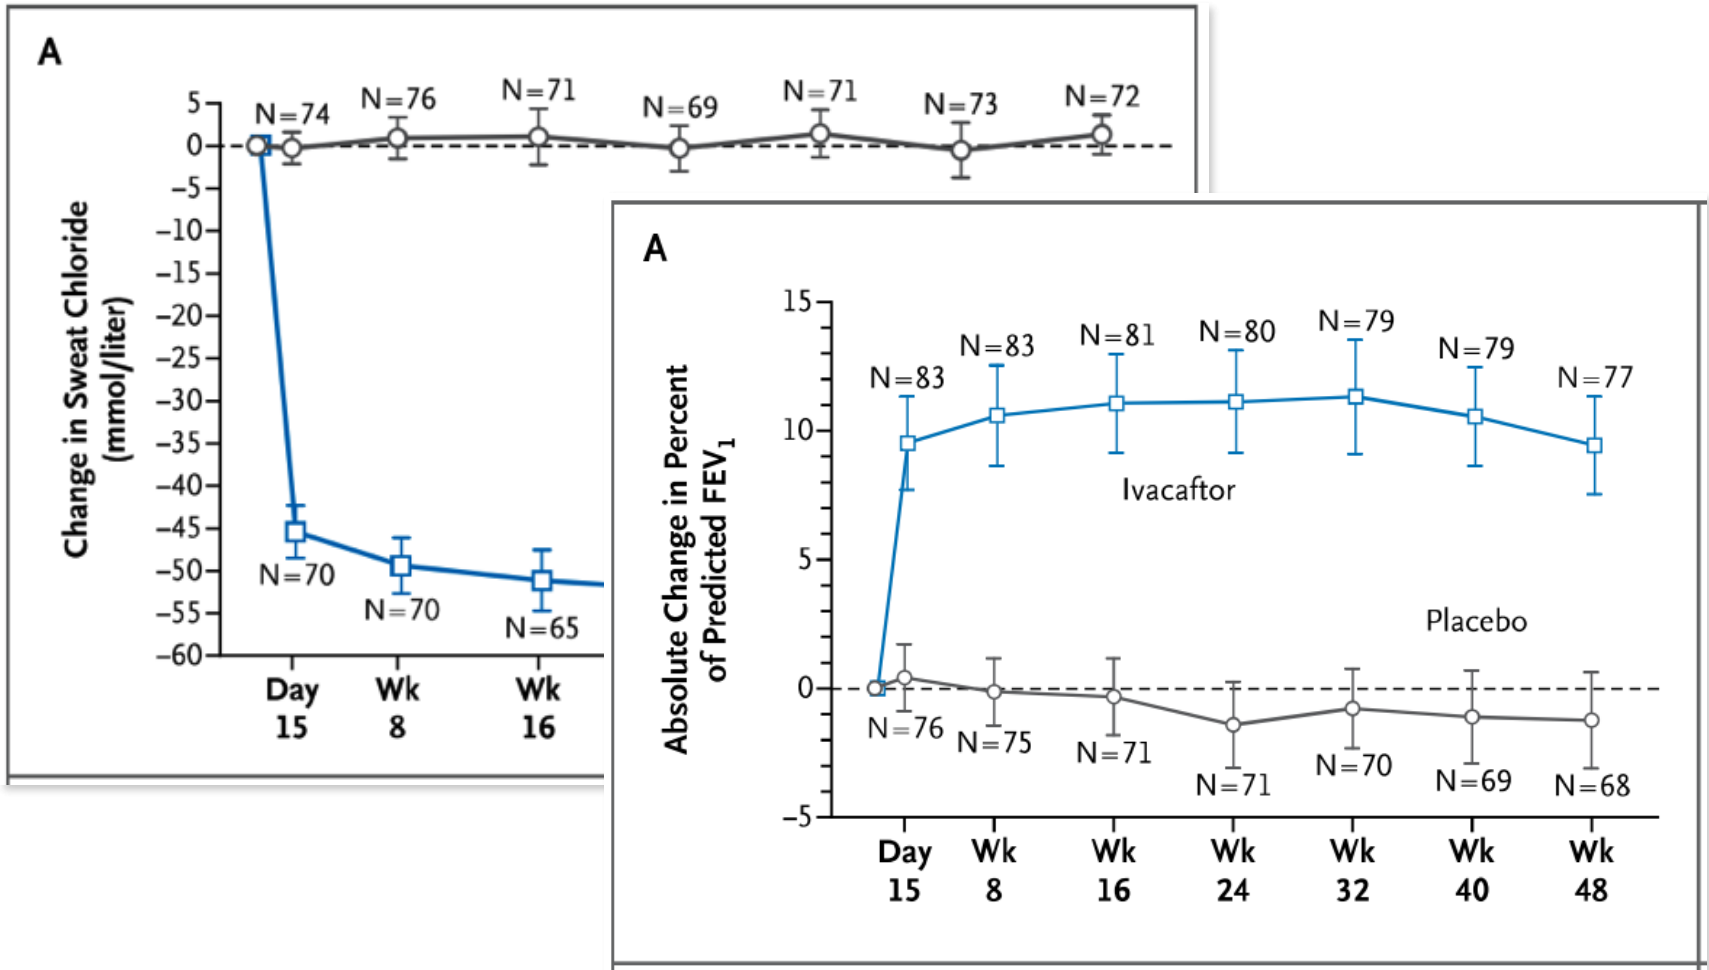 A
N=74
N=76
N=71
N=69
N=71
N=73
N=72
5
0
–5
–10
–15
–20
–25
–30
–35
–40
–45
–50
–55
–60
Change in Sweat Chloride
(mmol/liter)
N=70
N=70
N=65
Day
15
Wk
8
Wk
16
A
15
10
5
0
–5
Absolute Change in Percent
of Predicted FEV1
N=83
N=83
N=81
N=80
N=79
N=79
N=77
Ivacaftor
Placebo
N=76
N=75
N=71
N=71
N=70
N=69
N=68
Day
15
Wk
8
Wk
16
Wk
24
Wk
32
Wk
40
Wk
48